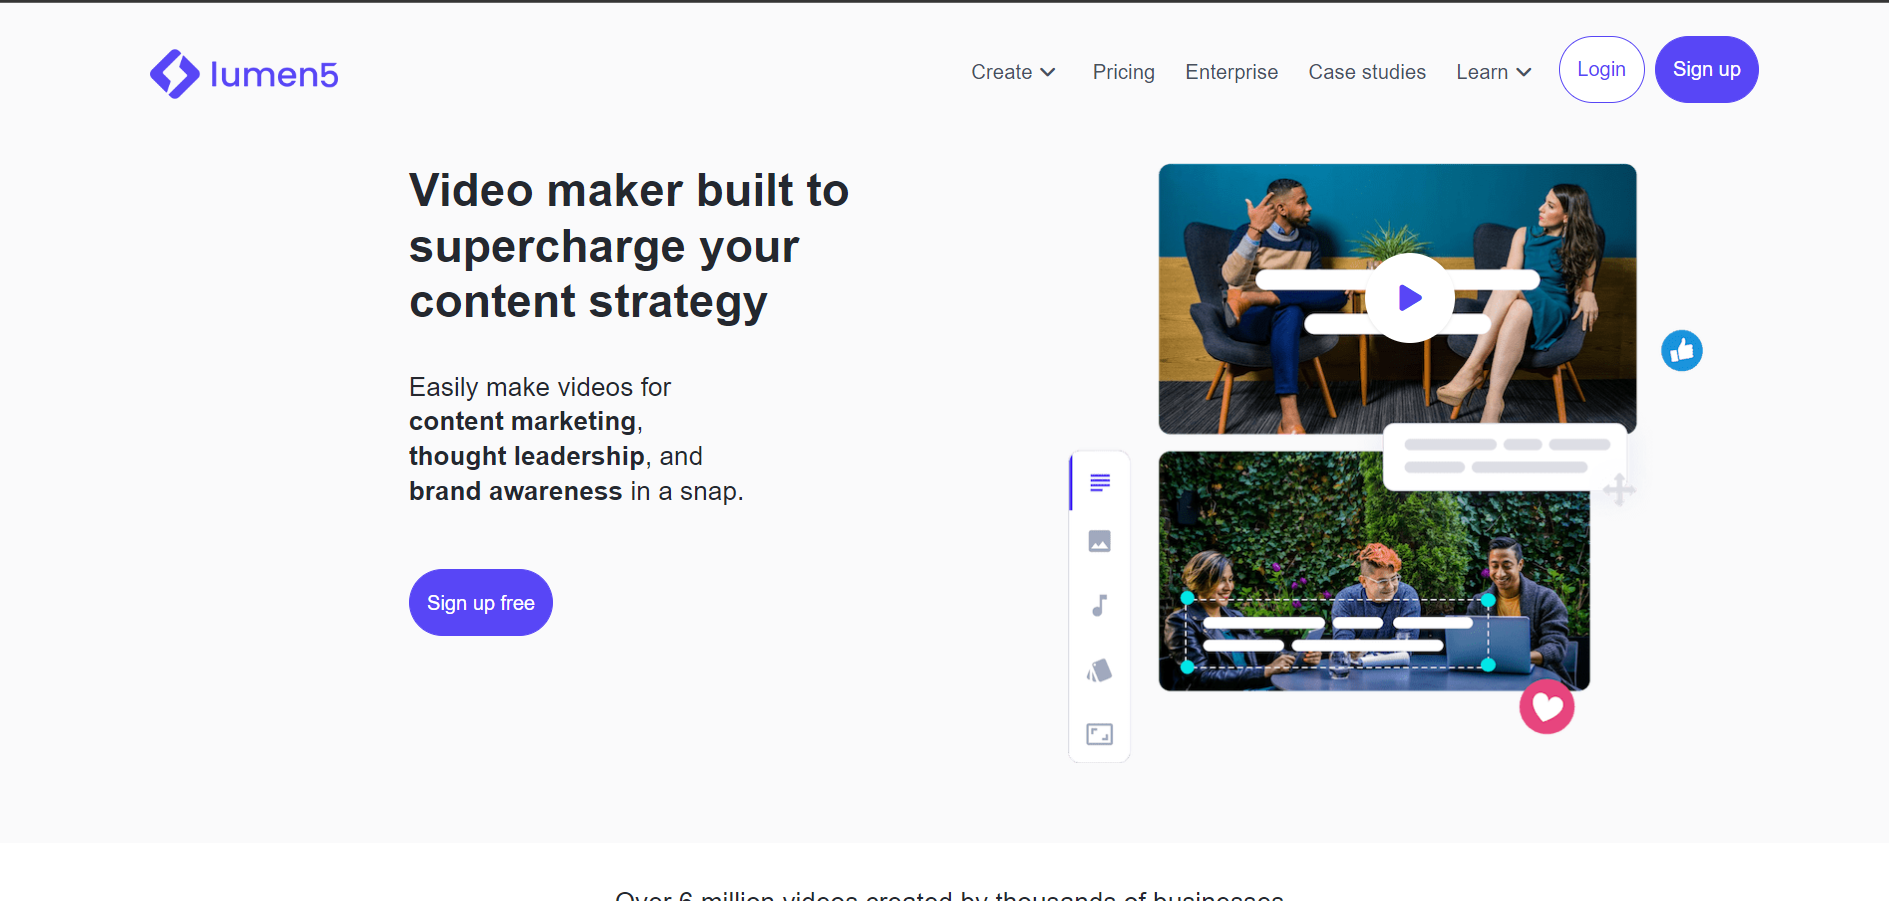 lumen5
Create
Pricing
Enterprise
Case studies
Learn
Login
Sign up
Video maker built to
supercharge your
content strategy
Easily make videos for
content marketing,
thought leadership, and
brand awareness in a snap.
Sign up free
Over 6 million videos created by thousands of businesses